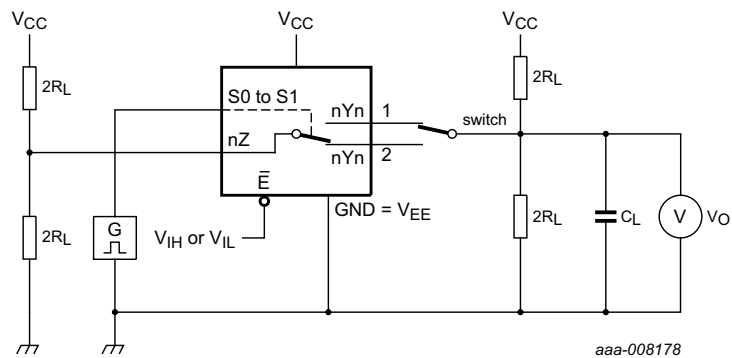 VCC
VCC
VCC
2RL
2RL
S0 to S1
nYn
1
switch
nZ
nYn
2
E̅
GND = VEE
2RL
G
VIH or VIL
2RL
CL
V
VO
aaa-008178